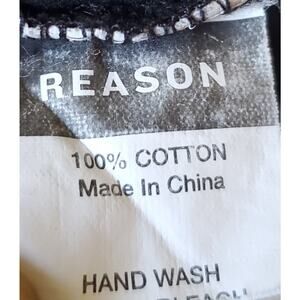 REASON
100% COTTON
Made In China
HAND WASH